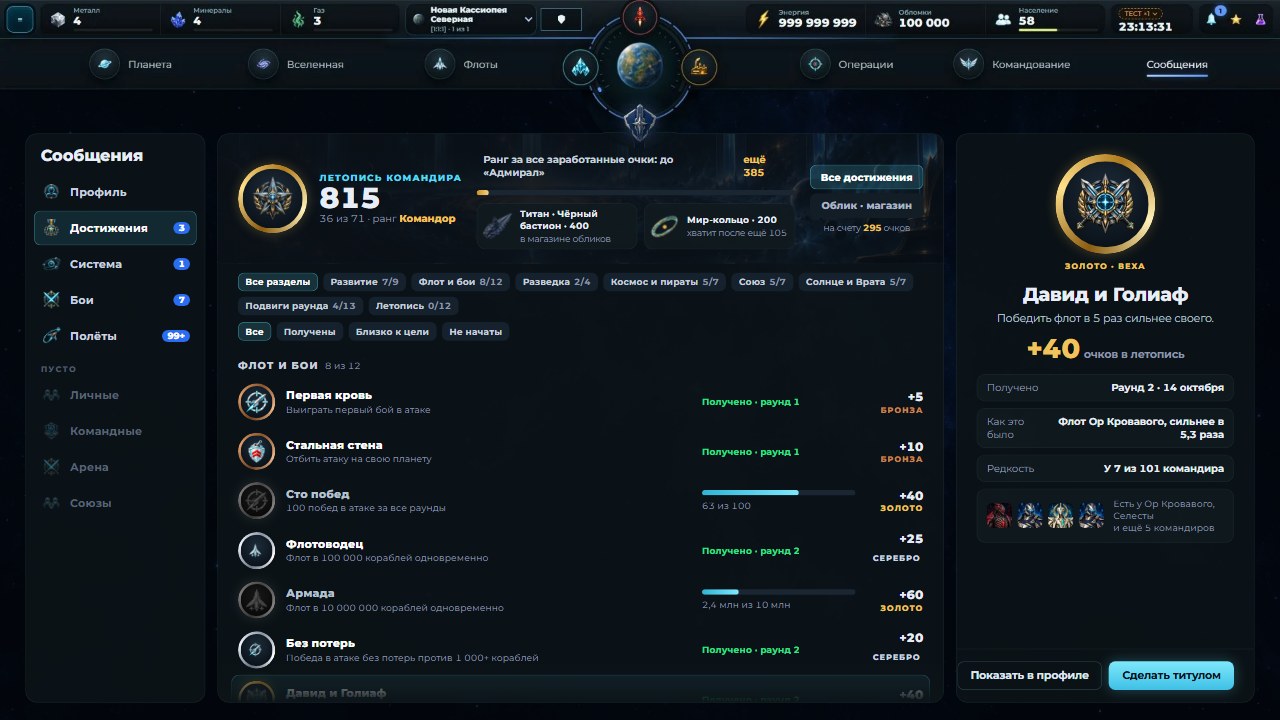 Металл
4
Минералы
4
Газ
3
Новая Кассиопея
Северная
Энергия
999 999 999
Обломки
100 000
Население
58
ТЕСТ ×1
23:13:31
1
Планета
Вселенная
Флоты
Операции
Командование
Сообщения
Сообщения
Профиль
Достижения 3
Система 1
Бои 7
Полёты 99+
ПУСТО
Личные
Командные
Арена
Союзы
ЛЕТОПИСЬ КОМАНДИРА
815
36 из 71 · ранг Командор
Ранг за все заработанные очки: до
«Адмирал»
ещё
385
Титан · Чёрный
бастион · 400
в магазине обликов
Мир-кольцо · 200
хватит после ещё 105
Все достижения
Облик · магазин
на счету 295 очков
Все разделы Развитие 7/9 Флот и бои 8/12 Разведка 2/4 Космос и пираты 5/7 Союз 5/7 Солнце и Врата 5/7
Подвиги раунда 4/13 Летопись 0/12
Все Получены Близко к цели Не начаты
ФЛОТ И БОИ 8 из 12
Первая кровь
Выиграть первый бой в атаке
Получено · раунд 1
+5
БРОНЗА
Стальная стена
Отбить атаку на свою планету
Получено · раунд 1
+10
БРОНЗА
Сто побед
100 побед в атаке за все раунды
63 из 100
+40
ЗОЛОТО
Флотоводец
Флот в 100 000 кораблей одновременно
Получено · раунд 2
+25
СЕРЕБРО
Армада
Флот в 10 000 000 кораблей одновременно
2,4 млн из 10 млн
+60
ЗОЛОТО
Без потерь
Победа в атаке без потерь против 1 000+ кораблей
Получено · раунд 2
+20
СЕРЕБРО
Давид и Голиаф
+40
ЗОЛОТО · ВЕХА
Давид и Голиаф
Победить флот в 5 раз сильнее своего.
+40 очков в летопись
Получено Раунд 2 · 14 октября
Как это
было
Флот Ор Кровавого, сильнее в
5,3 раза
Редкость У 7 из 101 командира
Есть у Ор Кровавого,
Селесты
и ещё 5 командиров
Показать в профиле
Сделать титулом